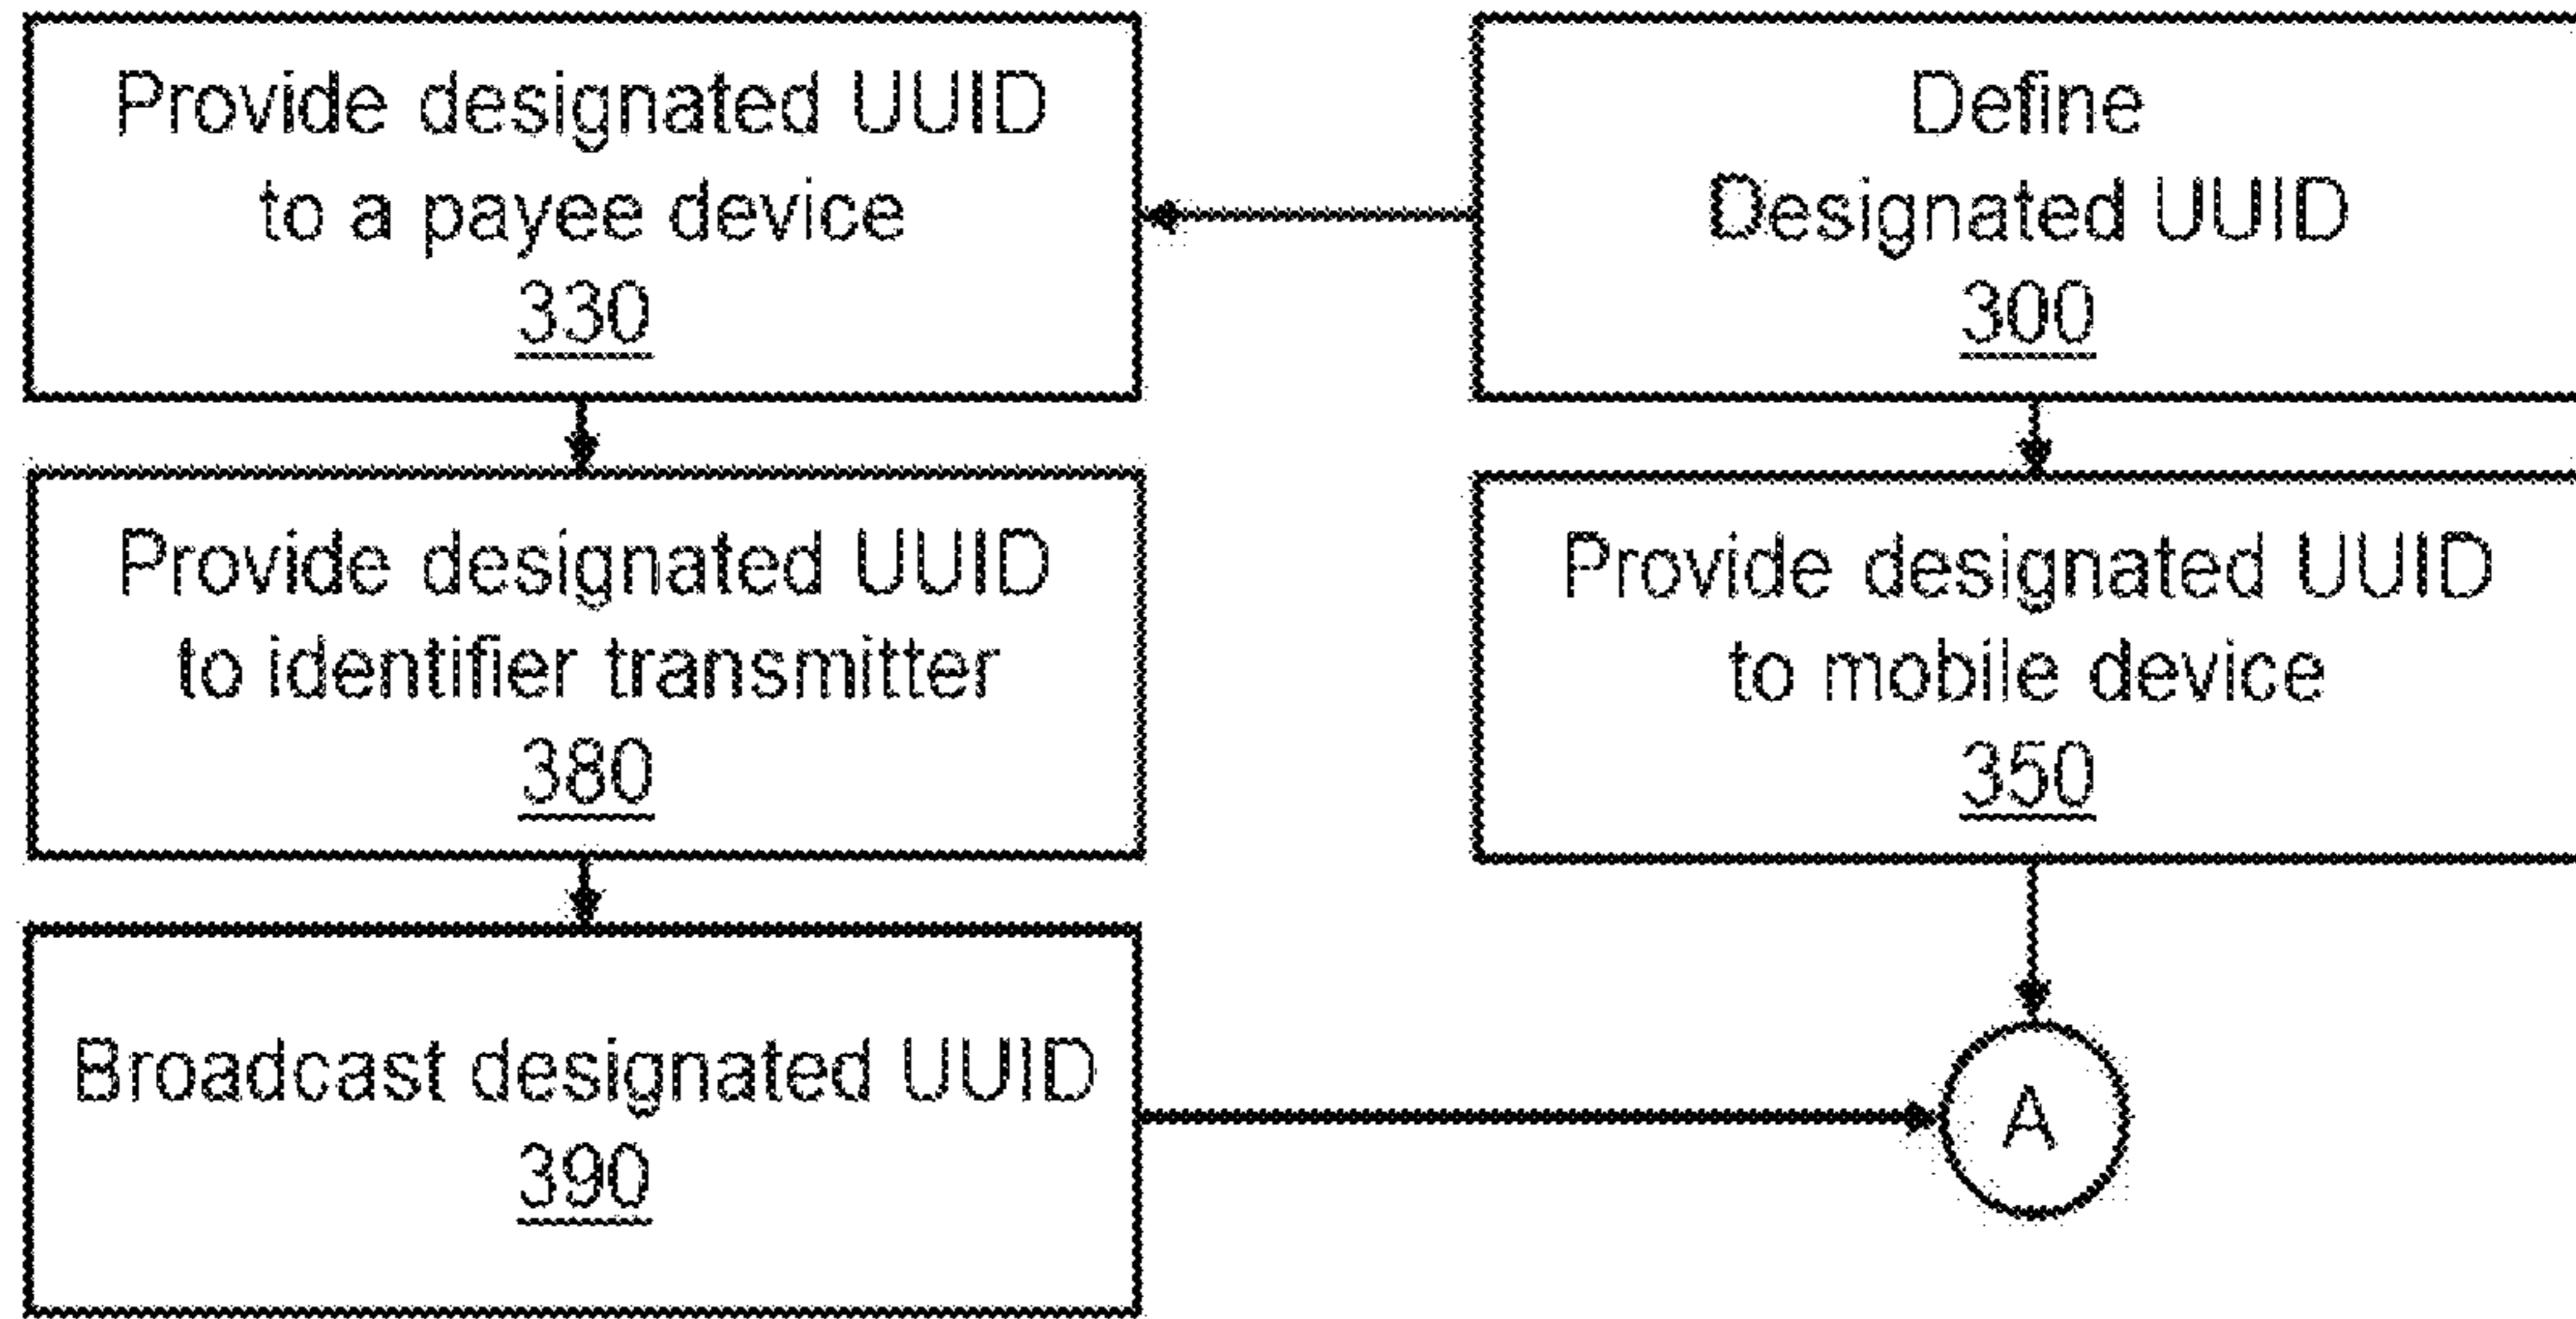 Provide designated UUID
to a payee device
330
Define
Designated UUID
300
Provide designated UUID
to identifier transmitter
380
Provide designated UUID
to mobile device
350
Broadcast designated UUID
390
A